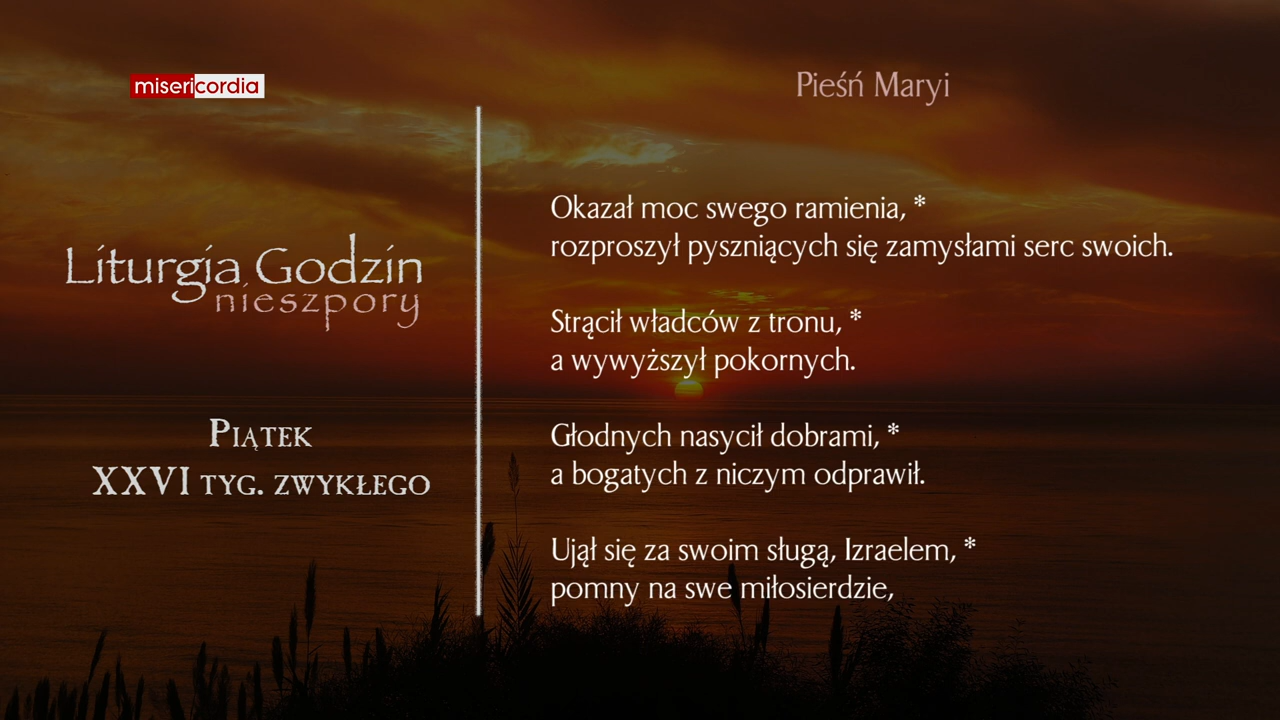 misericordia
Liturgia Godzin
nieszpory
Piątek
XXVI tyg. zwykłego
Pieśń Maryi
Okazał moc swego ramienia, *
rozproszył pyszniących się zamysłami serc swoich.
Strącił władców z tronu, *
a wywyższył pokornych.
Głodnych nasycił dobrami, *
a bogatych z niczym odprawił.
Ujął się za swoim sługą, Izraelem, *
pomny na swe miłosierdzie,